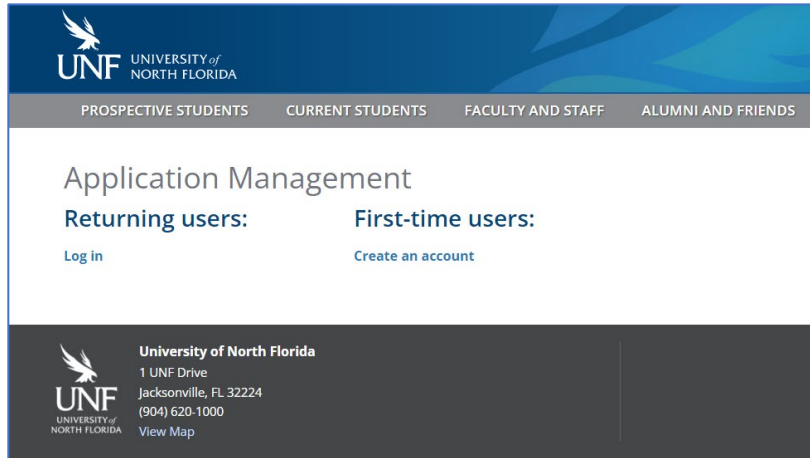 UNF UNIVERSITY of
NORTH FLORIDA
PROSPECTIVE STUDENTS CURRENT STUDENTS FACULTY AND STAFF ALUMNI AND FRIENDS
Application Management
Returning users: First-time users:
Log in Create an account
University of North Florida
1 UNF Drive
Jacksonville, FL 32224
(904) 620-1000
View Map
UNF
UNIVERSITY of
NORTH FLORIDA